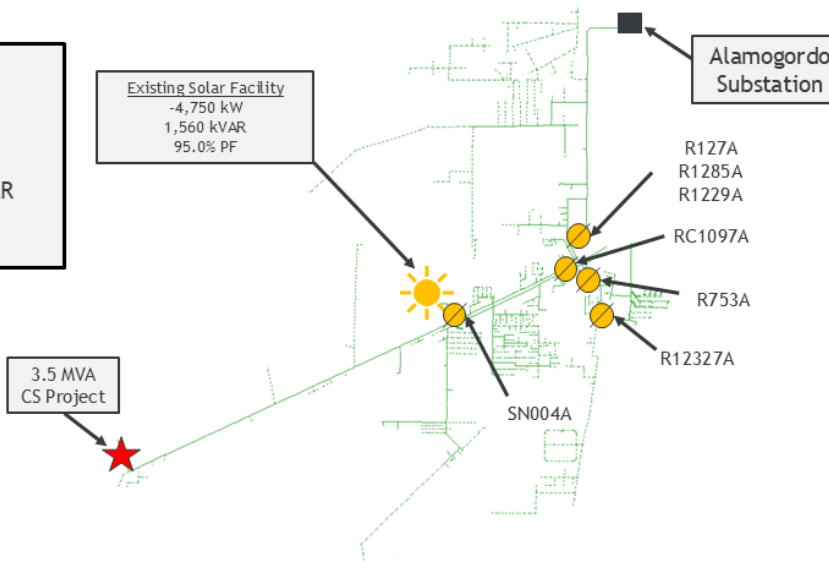 Alamogordo
Substation
Existing Solar Facility
-4,750 kW
1,560 kVAR
95.0% PF
R127A
R1285A
R1229A
R
RC1097A
R753A
R12327A
3.5 MVA
CS Project
SN004A